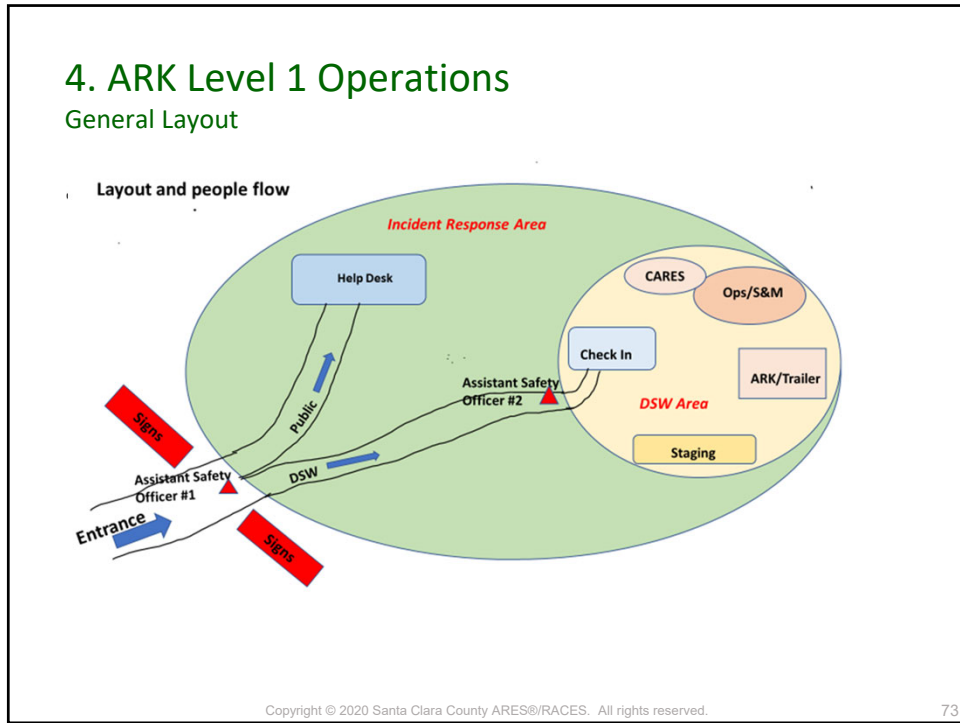 4. ARK Level 1 Operations
General Layout
Layout and people flow
Incident Response Area
Help Desk
CARES
Ops/S&M
Check In
ARK/Trailer
Assistant Safety
Officer #2
DSW Area
Staging
Signs
Public
DSW
Assistant Safety
Officer #1
Entrance
Signs
Copyright © 2020 Santa Clara County ARES®/RACES. All rights reserved.
73